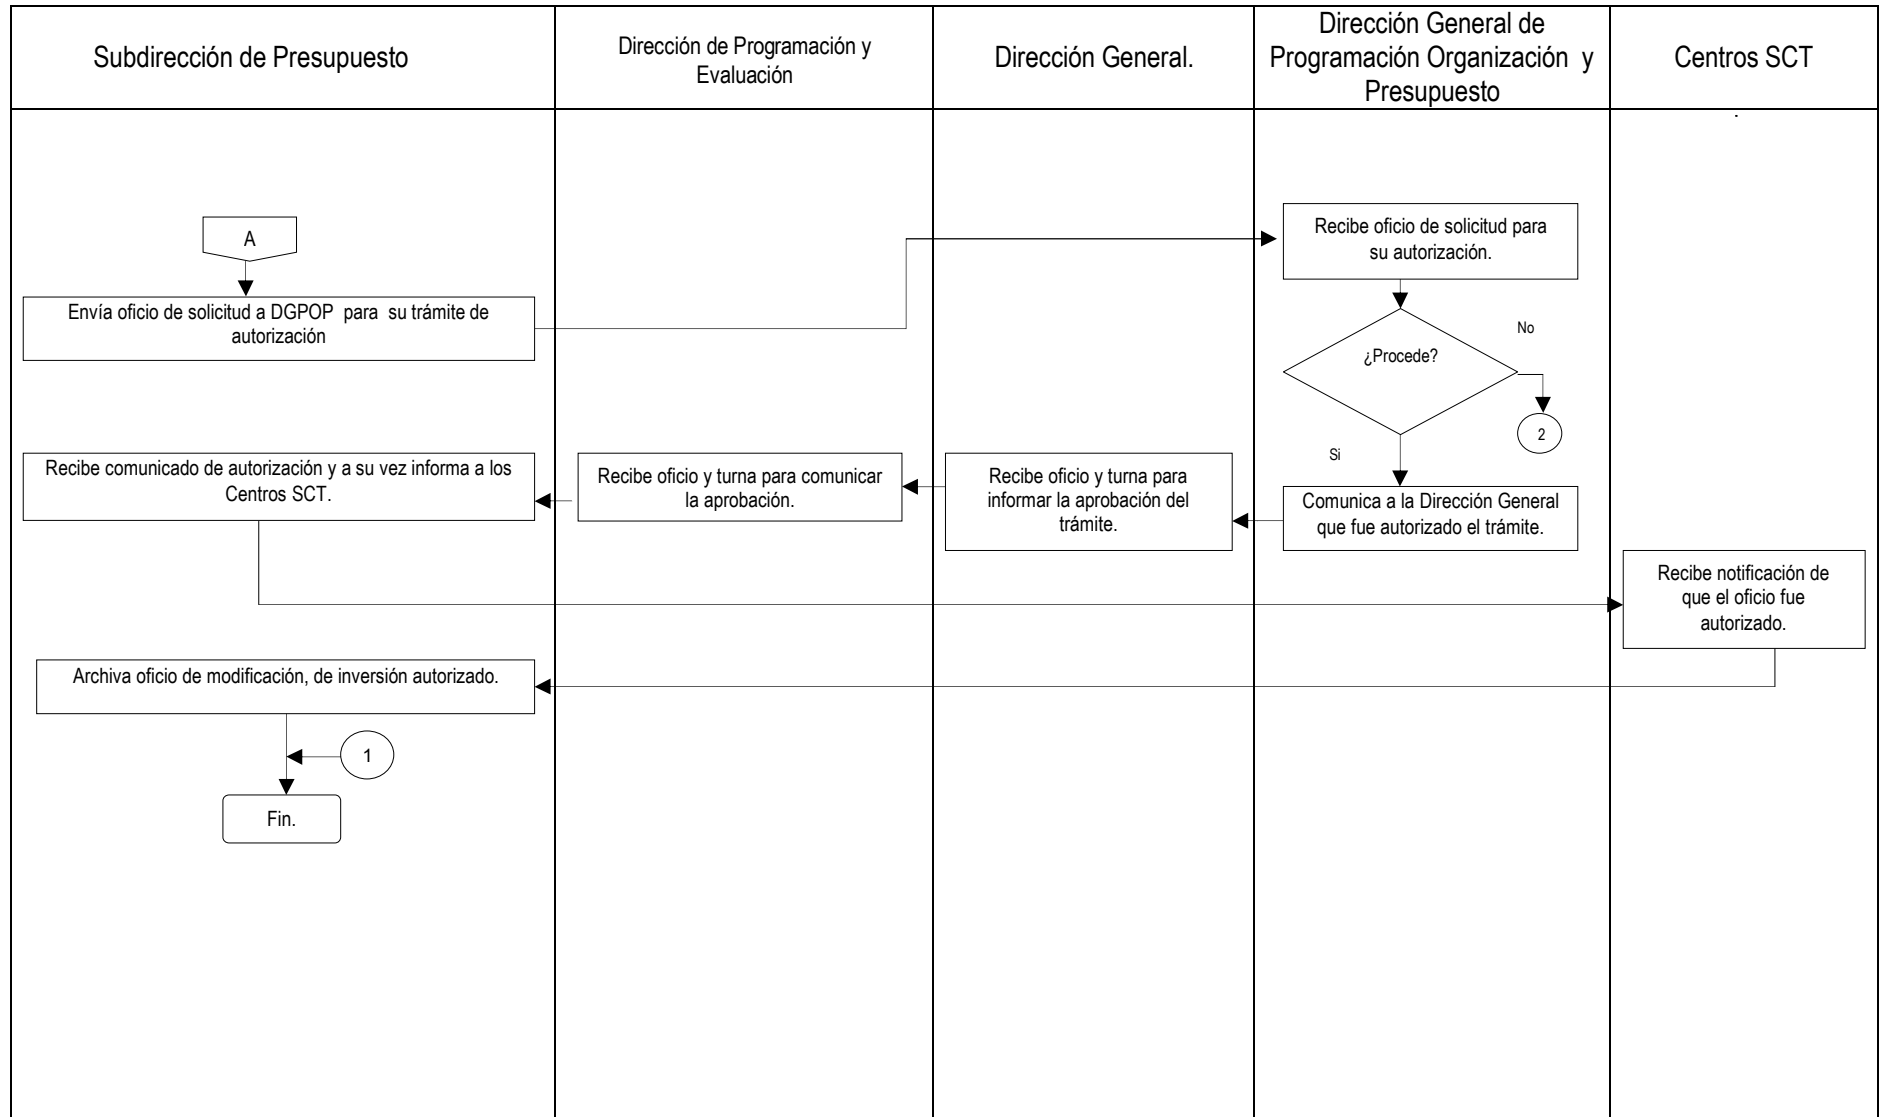 Subdirección de Presupuesto
Dirección de Programación y
Evaluación
Dirección General.
Dirección General de
Programación Organización y
Presupuesto
Centros SCT
.
A
Recibe oficio de solicitud para
su autorización.
Envía oficio de solicitud a DGPOP para su trámite de
autorización
No
¿Procede?
2
Si
Recibe comunicado de autorización y a su vez informa a los
Centros SCT.
Recibe oficio y turna para comunicar
la aprobación.
Recibe oficio y turna para
informar la aprobación del
trámite.
Comunica a la Dirección General
que fue autorizado el trámite.
Recibe notificación de
que el oficio fue
autorizado.
Archiva oficio de modificación, de inversión autorizado.
1
Fin.